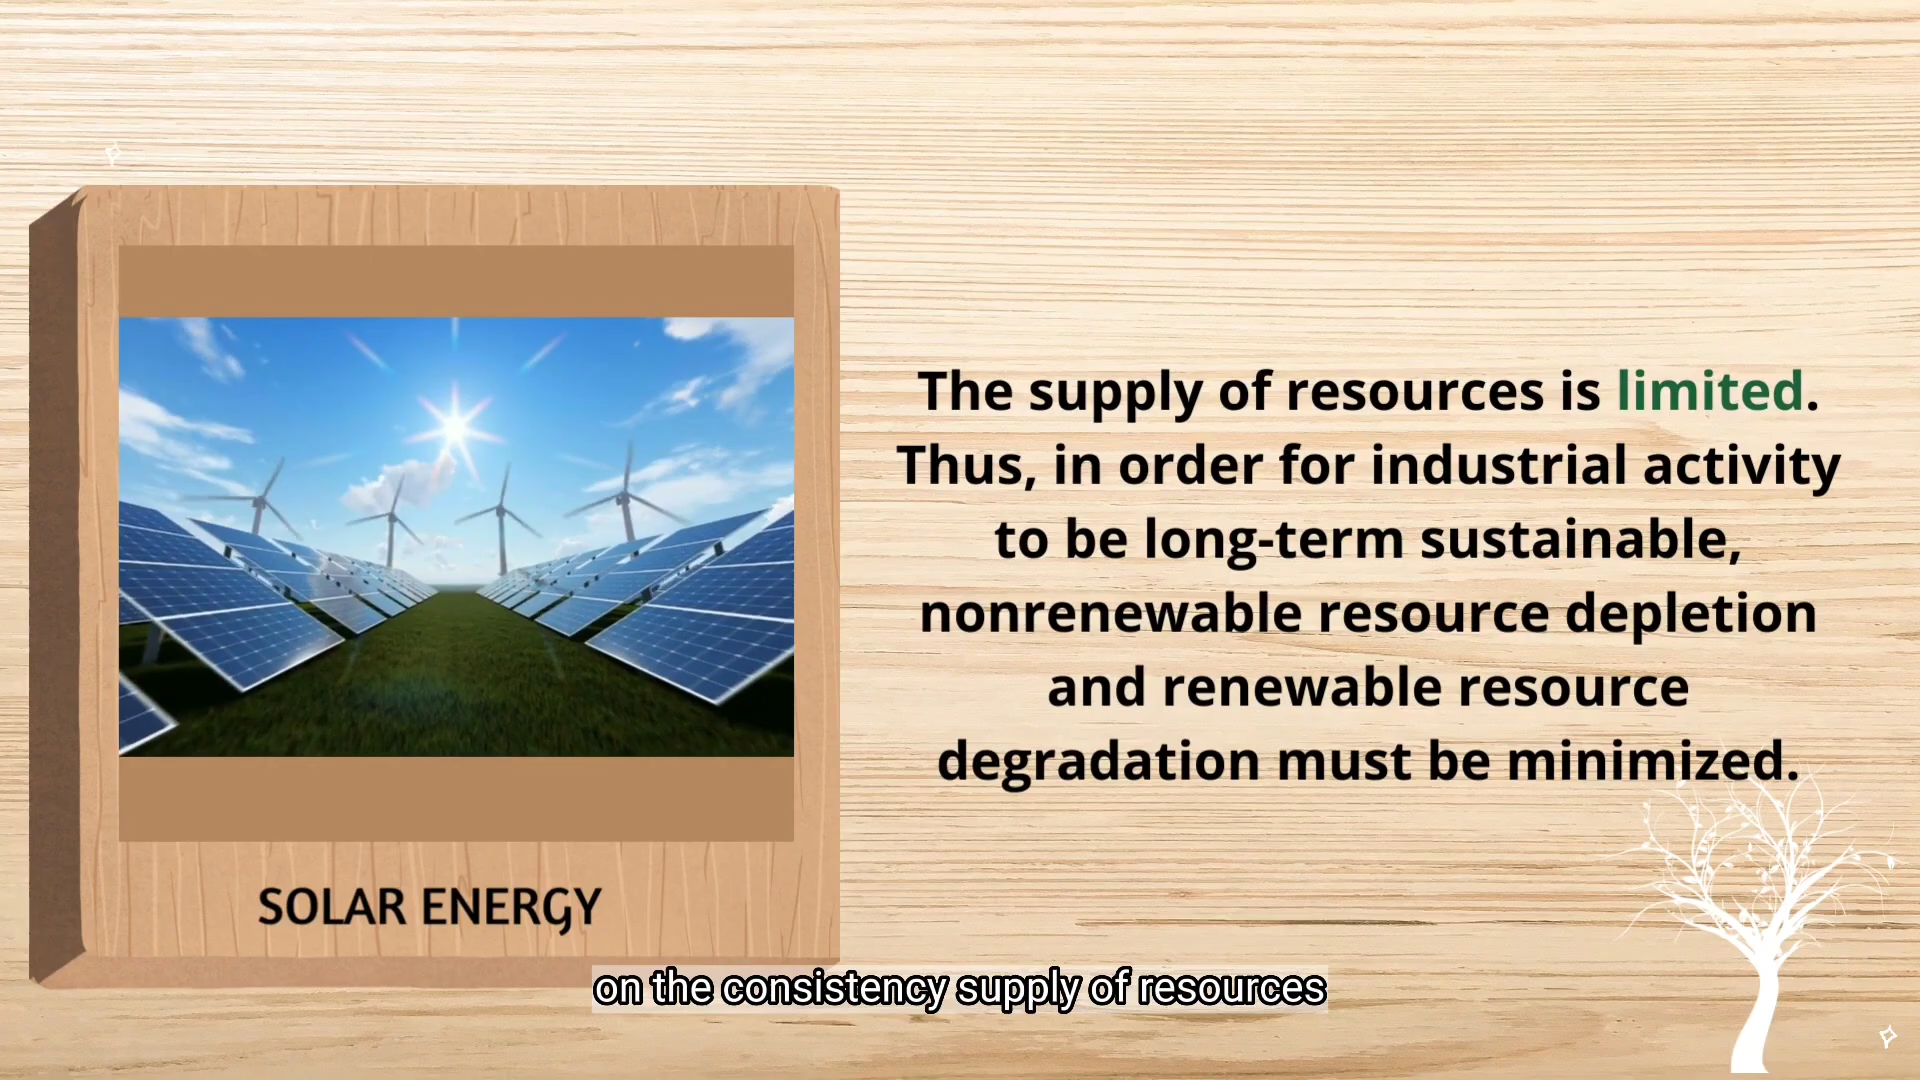 The supply of resources is limited.
Thus, in order for industrial activity
to be long-term sustainable,
nonrenewable resource depletion
and renewable resource
degradation must be minimized.
SOLAR ENERGY
on the consistency supply of resources